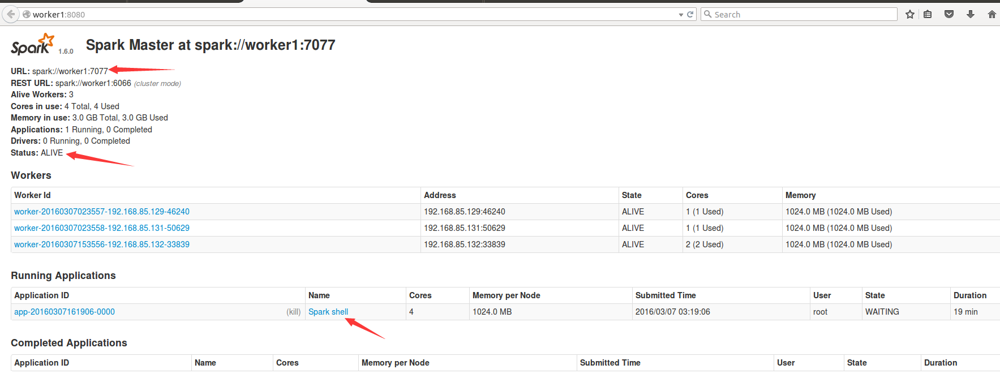 worker1:8080 Search
Spark 1.6.0 Spark Master at spark://worker1:7077
URL: spark://worker1:7077
REST URL: spark://worker1:6066 (cluster mode)
Alive Workers: 3
Cores in use: 4 Total, 4 Used
Memory in use: 3.0 GB Total, 3.0 GB Used
Applications: 1 Running, 0 Completed
Drivers: 0 Running, 0 Completed
Status: ALIVE
Workers
Worker Id Address State Cores Memory
worker-20160307023557-192.168.85.129-46240 192.168.85.129:46240 ALIVE 1 (1 Used) 1024.0 MB (1024.0 MB Used)
worker-20160307023558-192.168.85.131-50629 192.168.85.131:50629 ALIVE 1 (1 Used) 1024.0 MB (1024.0 MB Used)
worker-20160307153556-192.168.85.132-33839 192.168.85.132:33839 ALIVE 2 (2 Used) 1024.0 MB (1024.0 MB Used)
Running Applications
Application ID Name Cores Memory per Node Submitted Time User State Duration
app-20160307161906-0000 (kill) Spark shell 4 1024.0 MB 2016/03/07 03:19:06 root WAITING 19 min
Completed Applications
Application ID Name Cores Memory per Node Submitted Time User State Duration